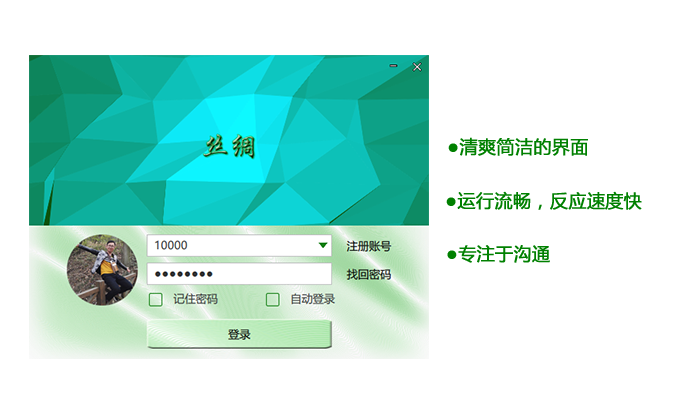 丝绸
10000
注册账号
●●●●●●●●
找回密码
记住密码
自动登录
登录
●清爽简洁的界面
●运行流畅，反应速度快
●专注于沟通